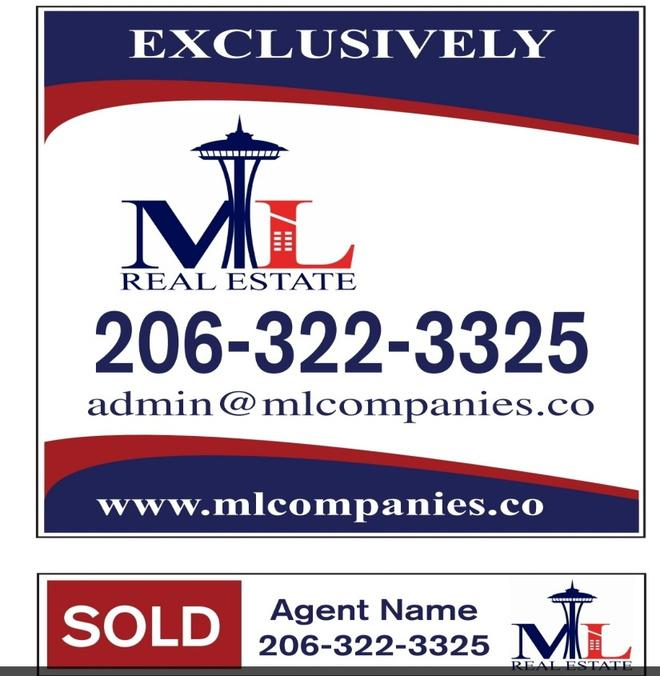 EXCLUSIVELY
ML
REAL ESTATE
206-322-3325
admin@mlcompanies.co
www.mlcompanies.co
SOLD
Agent Name
206-322-3325
ML
REAL ESTATE